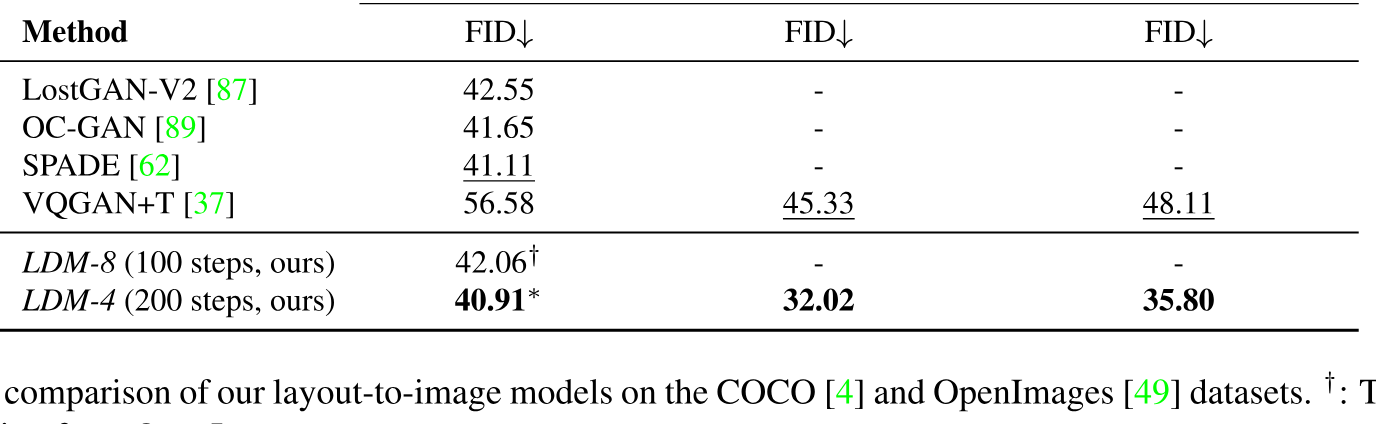 Method FID↓ FID↓ FID↓
LostGAN-V2 [87] 42.55 - -
OC-GAN [89] 41.65 - -
SPADE [62] 41.11 - -
VQGAN+T [37] 56.58 45.33 48.11
LDM-8 (100 steps, ours) 42.06† - -
LDM-4 (200 steps, ours) 40.91* 32.02 35.80
comparison of our layout-to-image models on the COCO [4] and OpenImages [49] datasets. †: T